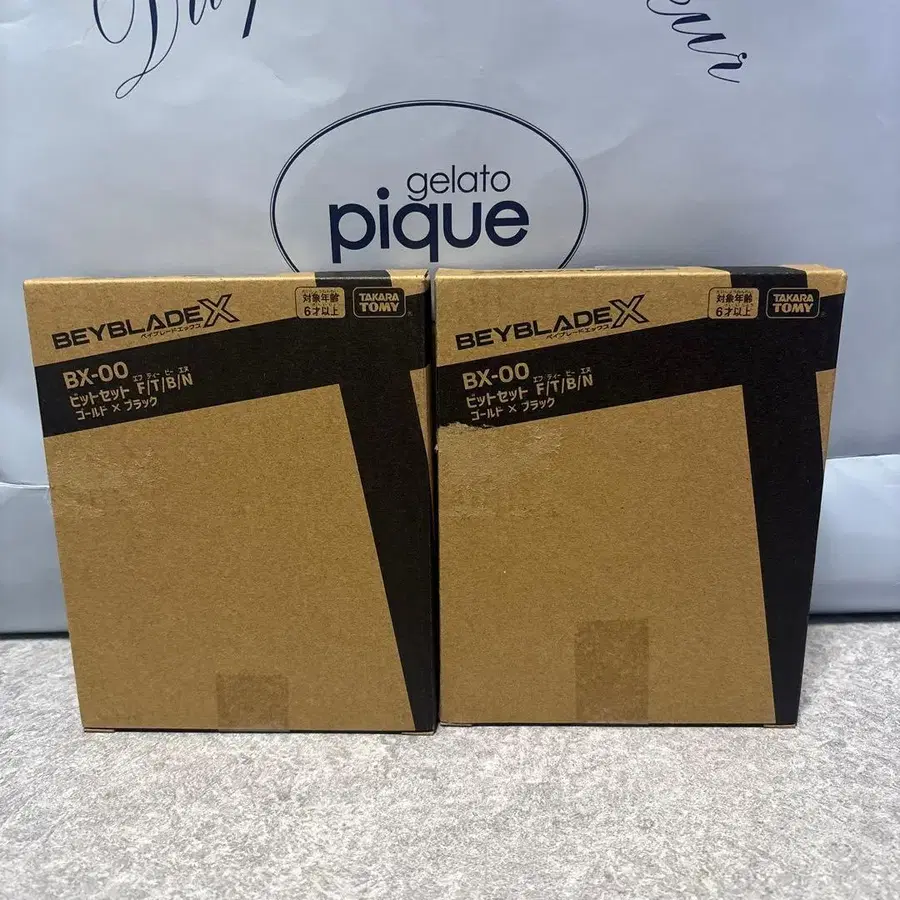 gelato
pique
BEYBLADE X
ベイブレードエックス
対象年齢
6才以上
TAKARA
TOMY
BX-00
エフ ティー ビー エヌ
ビットセット F/T/B/N
ゴールド × ブラック
BEYBLADE X
ベイブレードエックス
対象年齢
6才以上
TAKARA
TOMY
BX-00
エフ ティー ビー エヌ
ビットセット F/T/B/N
ゴールド × ブラック